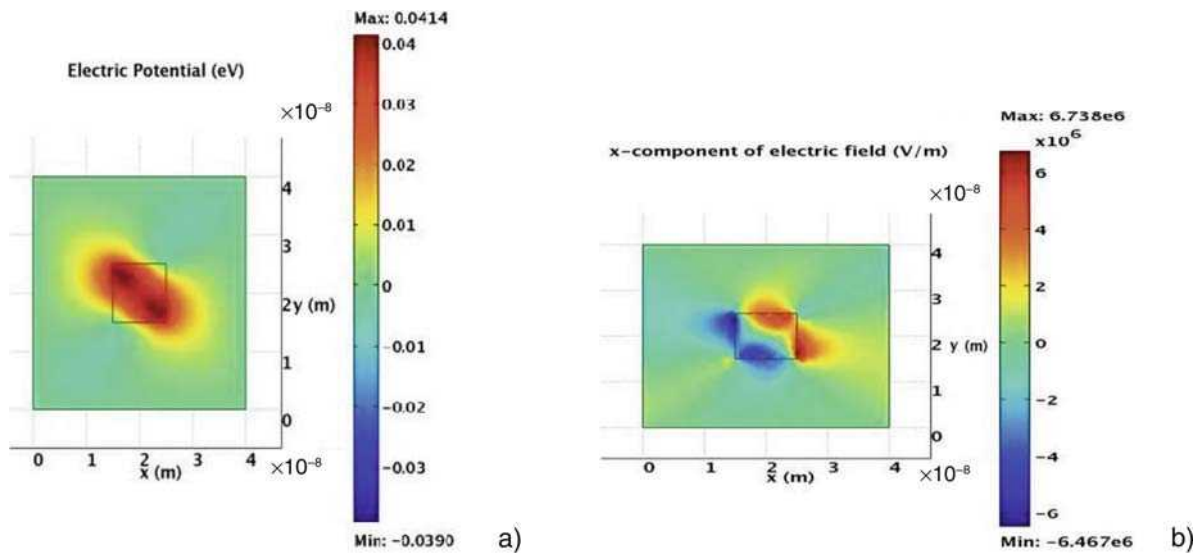 Max: 0.0414
Electric Potential (eV)
×10-8
0.04
0.03
0.02
0.01
0
−0.01
−0.02
−0.03
Min: −0.0390
4
3
2y (m)
1
0
0 1 2 3 4
x (m)
×10-8
a)
Max: 6.738e6
×10 6
x-component of electric field (V/m)
×10-8
6
4
2
0
−2
−4
−6
Min: −6.467e6
4
3
2
y (m)
1
0
0 1 2 3 4
x (m)
×10-8
b)